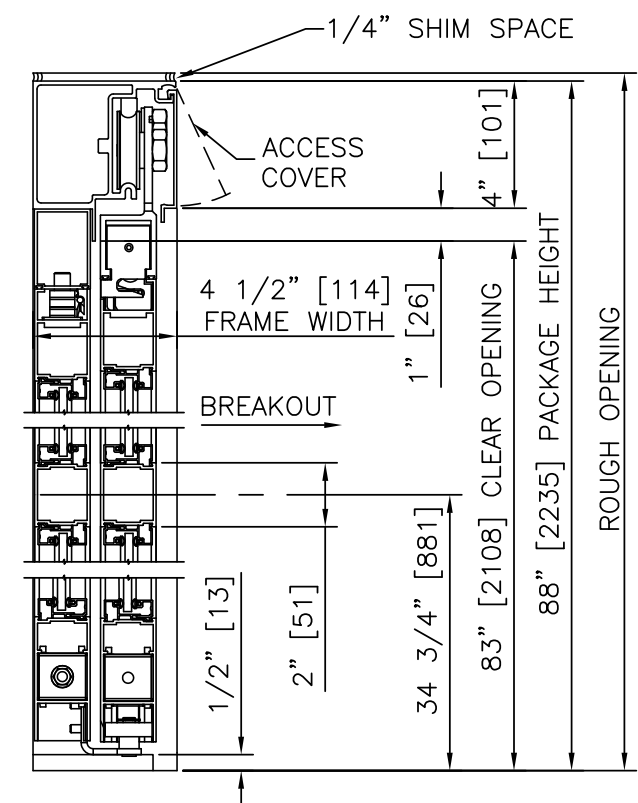 1/4” SHIM SPACE
ACCESS
COVER
4” [101]
4 1/2” [114]
FRAME WIDTH
1” [26]
BREAKOUT
83” [2108] CLEAR OPENING
88” [2235] PACKAGE HEIGHT
ROUGH OPENING
1/2” [13]
2” [51]
34 3/4” [881]